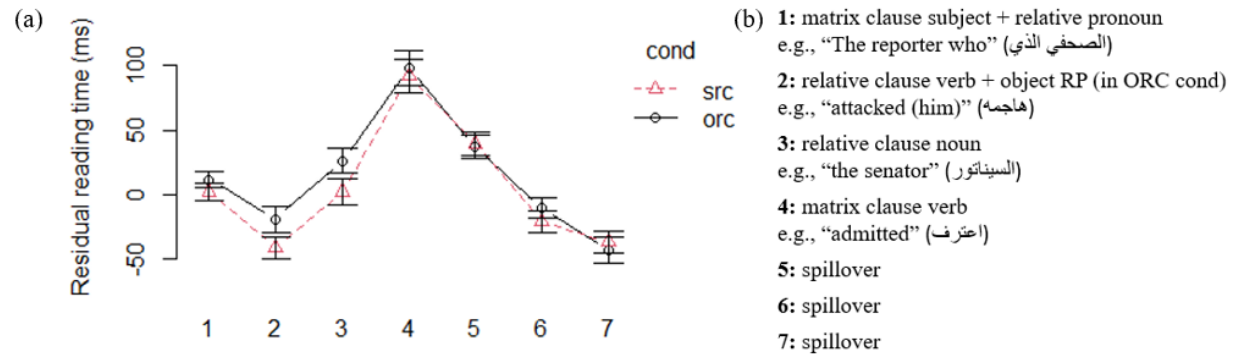 (a)
Residual reading time (ms)
100
50
0
-50
1 2 3 4 5 6 7
cond
src
orc
(b) 1: matrix clause subject + relative pronoun
e.g., “The reporter who” (الصحفي الذي)
2: relative clause verb + object RP (in ORC cond)
e.g., “attacked (him)” (هاجمه)
3: relative clause noun
e.g., “the senator” (السيناتور)
4: matrix clause verb
e.g., “admitted” (اعترف)
5: spillover
6: spillover
7: spillover